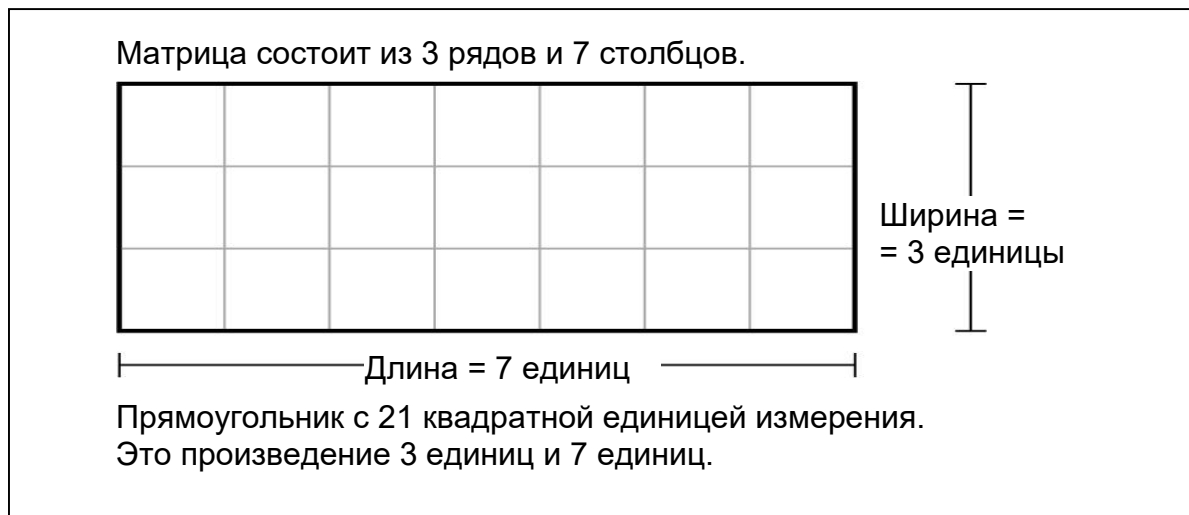 Матрица состоит из 3 рядов и 7 столбцов.
Ширина =
= 3 единицы
Длина = 7 единиц
Прямоугольник с 21 квадратной единицей измерения.
Это произведение 3 единиц и 7 единиц.